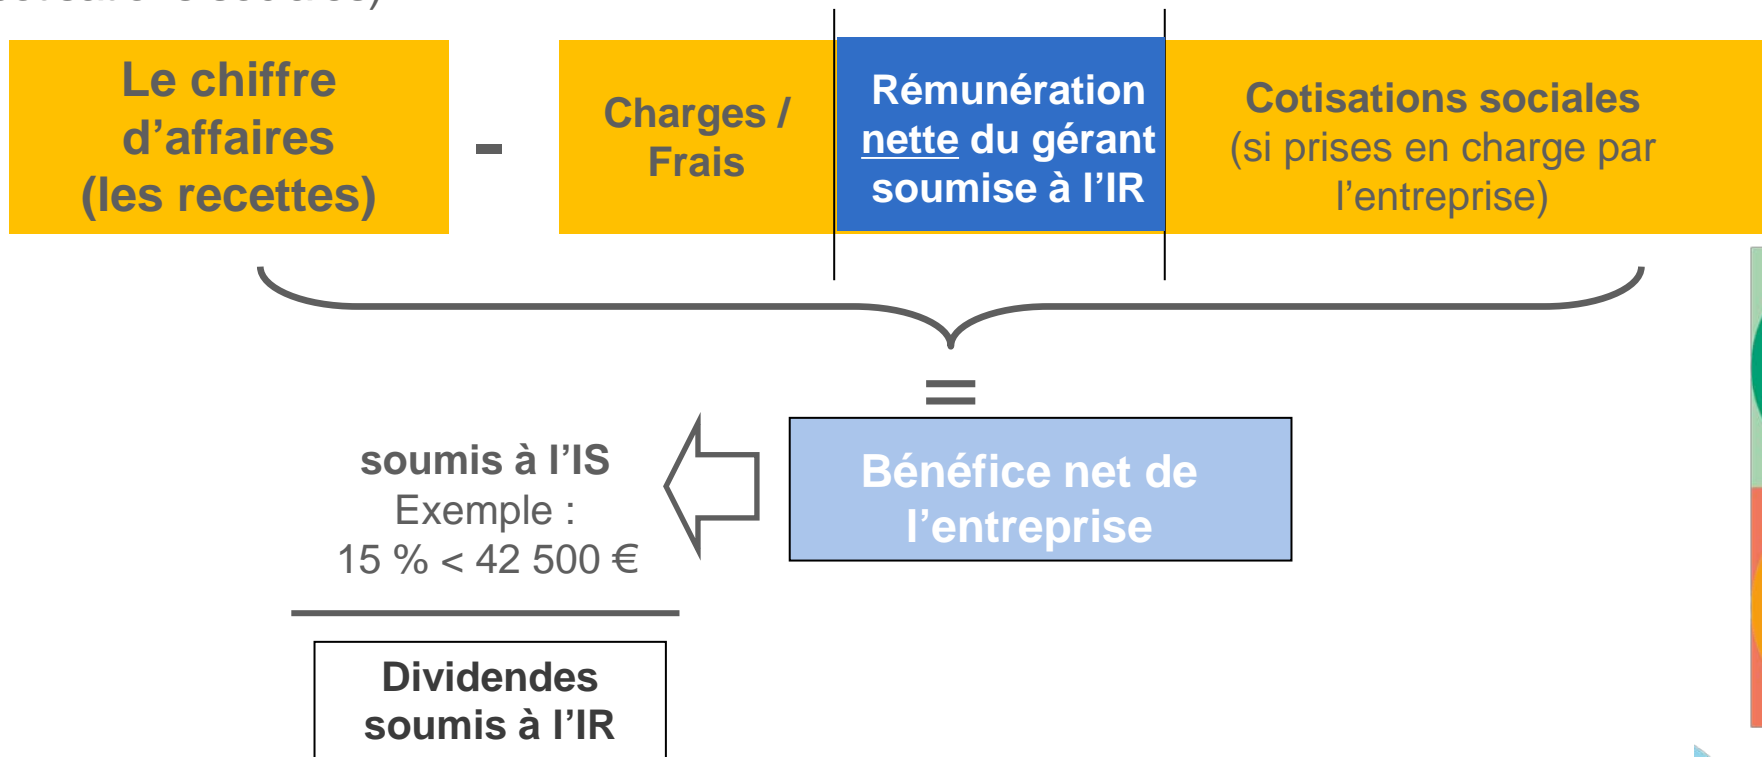 Le chiffre
d’affaires
(les recettes)
-
Charges /
Frais
Rémunération
nette du gérant
soumise à l’IR
Cotisations sociales
(si prises en charge par
l’entreprise)
=
soumis à l’IS
Exemple :
15 % < 42 500 €
Bénéfice net de
l’entreprise
Dividendes
soumis à l’IR